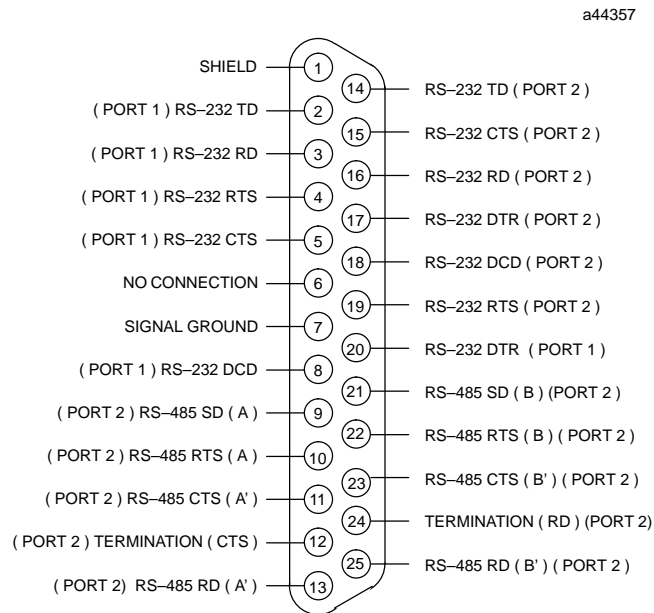 a44357
SHIELD
( PORT 1 ) RS–232 TD
( PORT 1 ) RS–232 RD
( PORT 1 ) RS–232 RTS
( PORT 1 ) RS–232 CTS
NO CONNECTION
SIGNAL GROUND
( PORT 1 ) RS–232 DCD
( PORT 2 ) RS–485 SD ( A )
( PORT 2 ) RS–485 RTS ( A )
( PORT 2 ) RS–485 CTS ( A' )
( PORT 2 ) TERMINATION ( CTS )
( PORT 2) RS–485 RD ( A' )
1
2
3
4
5
6
7
8
9
10
11
12
13
14
15
16
17
18
19
20
21
22
23
24
25
RS–232 TD ( PORT 2 )
RS–232 CTS ( PORT 2 )
RS–232 RD ( PORT 2 )
RS–232 DTR ( PORT 2 )
RS–232 DCD ( PORT 2 )
RS–232 RTS ( PORT 2 )
RS–232 DTR ( PORT 1 )
RS–485 SD ( B ) (PORT 2 )
RS–485 RTS ( B ) ( PORT 2 )
RS–485 CTS ( B' ) ( PORT 2 )
TERMINATION ( RD ) (PORT 2)
RS–485 RD ( B' ) ( PORT 2 )